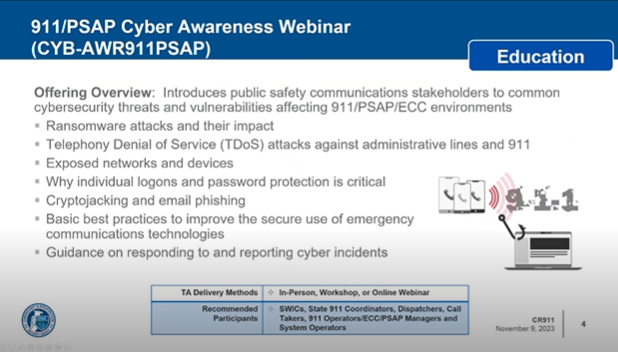 911/PSAP Cyber Awareness Webinar
(CYB-AWR911PSAP)
Education
Offering Overview: Introduces public safety communications stakeholders to common
cybersecurity threats and vulnerabilities affecting 911/PSAP/ECC environments
▪ Ransomware attacks and their impact
▪ Telephony Denial of Service (TDoS) attacks against administrative lines and 911
▪ Exposed networks and devices
▪ Why individual logons and password protection is critical
▪ Cryptojacking and email phishing
▪ Basic best practices to improve the secure use of emergency
communications technologies
▪ Guidance on responding to and reporting cyber incidents
9-1-1
TA Delivery Methods ❖ In-Person, Workshop, or Online Webinar
Recommended Participants ❖ SWICs, State 911 Coordinators, Dispatchers, Call
Takers, 911 Operators/ECC/PSAP Managers and
System Operators
CR911
November 9, 2023
4